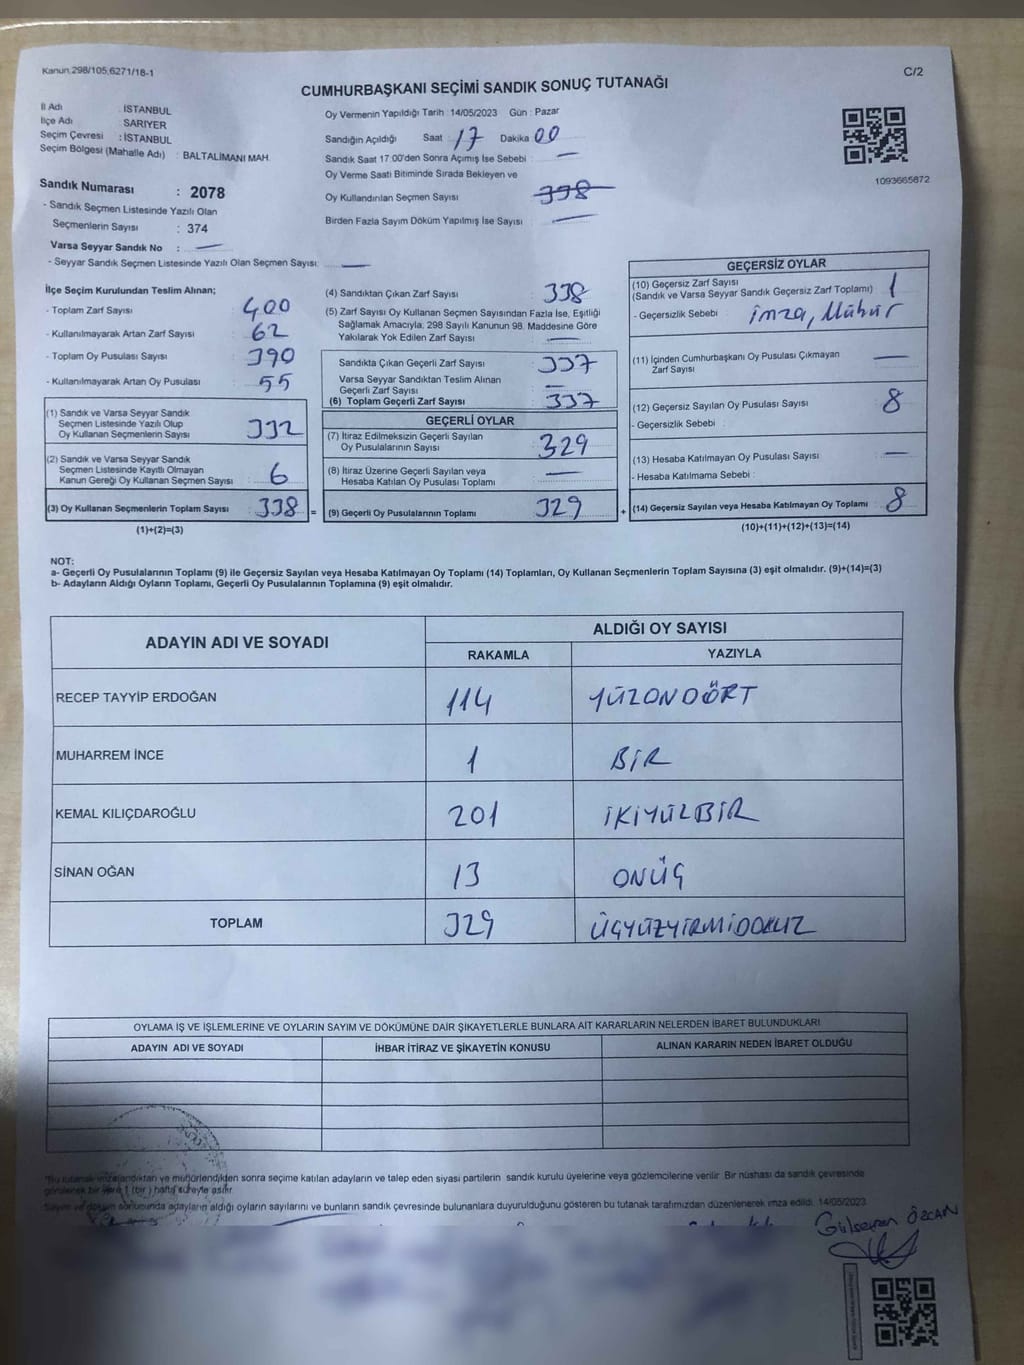 Kanun:298/105;6271/18-1
C/2
CUMHURBAŞKANI SEÇİMİ SANDIK SONUÇ TUTANAĞI
İl Adı : İSTANBUL
İlçe Adı : SARIYER
Seçim Çevresi : İSTANBUL
Seçim Bölgesi (Mahalle Adı) : BALTALİMANI MAH.
Sandık Numarası : 2078
- Sandık Seçmen Listesinde Yazılı Olan
Seçmenlerin Sayısı : 374
Varsa Seyyar Sandık No : —
- Seyyar Sandık Seçmen Listesinde Yazılı Olan Seçmen Sayısı: —
Oy Vermenin Yapıldığı Tarih : 14/05/2023 Gün : Pazar
Sandığın Açıldığı Saat : 17 Dakika : 00
Sandık Saat 17:00'den Sonra Açımış İse Sebebi : —
Oy Verme Saati Bitiminde Sırada Bekleyen ve
Oy Kullandırılan Seçmen Sayısı 398
Birden Fazla Sayım Döküm Yapılmış İse Sayısı —
1093665872
İlçe Seçim Kurulundan Teslim Alınan;
- Toplam Zarf Sayısı : 400
- Kullanılmayarak Artan Zarf Sayısı : 62
- Toplam Oy Pusulası Sayısı : 390
- Kullanılmayarak Artan Oy Pusulası : 55
(1) Sandık ve Varsa Seyyar Sandık
Seçmen Listesinde Yazılı Olup
Oy Kullanan Seçmenlerin Sayısı : 332
(2) Sandık ve Varsa Seyyar Sandık
Seçmen Listesinde Kayıtlı Olmayan
Kanun Gereği Oy Kullanan Seçmen Sayısı : 6
(3) Oy Kullanan Seçmenlerin Toplam Sayısı : 338 =
(1)+(2)=(3)
(4) Sandıktan Çıkan Zarf Sayısı : 338
(5) Zarf Sayısı Oy Kullanan Seçmen Sayısından Fazla İse, Eşitliği
Sağlamak Amacıyla, 298 Sayılı Kanunun 98. Maddesine Göre
Yakılarak Yok Edilen Zarf Sayısı : —
Sandıkta Çıkan Geçerli Zarf Sayısı : 337
Varsa Seyyar Sandıktan Teslim Alınan
Geçerli Zarf Sayısı : —
(6) Toplam Geçerli Zarf Sayısı : 337
GEÇERLİ OYLAR
(7) İtiraz Edilmeksizin Geçerli Sayılan
Oy Pusulalarının Sayısı : 329
(8) İtiraz Üzerine Geçerli Sayılan veya
Hesaba Katılan Oy Pusulası Toplamı : —
(9) Geçerli Oy Pusulalarının Toplamı : 329 +
GEÇERSİZ OYLAR
(10) Geçersiz Zarf Sayısı
(Sandık ve Varsa Seyyar Sandık Geçersiz Zarf Toplamı) : 1
- Geçersizlik Sebebi : imza, Mühür
(11) İçinden Cumhurbaşkanı Oy Pusulası Çıkmayan
Zarf Sayısı : —
(12) Geçersiz Sayılan Oy Pusulası Sayısı : 8
- Geçersizlik Sebebi :
(13) Hesaba Katılmayan Oy Pusulası Sayısı : —
- Hesaba Katılmama Sebebi :
(14) Geçersiz Sayılan veya Hesaba Katılmayan Oy Toplamı : 8
(10)+(11)+(12)+(13)=(14)
NOT:
a- Geçerli Oy Pusulalarının Toplamı (9) ile Geçersiz Sayılan veya Hesaba Katılmayan Oy Toplamı (14) Toplamları, Oy Kullanan Seçmenlerin Toplam Sayısına (3) eşit olmalıdır. (9)+(14)=(3)
b- Adayların Aldığı Oyların Toplamı, Geçerli Oy Pusulalarının Toplamına (9) eşit olmalıdır.
ADAYIN ADI VE SOYADI
ALDIĞI OY SAYISI
RAKAMLA YAZIYLA
RECEP TAYYİP ERDOĞAN 114 YÜZONDÖRT
MUHARREM İNCE 1 BİR
KEMAL KILIÇDAROĞLU 201 İKİYÜZBİR
SİNAN OĞAN 13 ONÜÇ
TOPLAM 329 ÜÇYÜZYİRMİDOKUZ
OYLAMA İŞ VE İŞLEMLERİNE VE OYLARIN SAYIM VE DÖKÜMÜNE DAİR ŞİKAYETLERLE BUNLARA AİT KARARLARIN NELERDEN İBARET BULUNDUKLARI
ADAYIN ADI VE SOYADI İHBAR İTİRAZ VE ŞİKAYETİN KONUSU ALINAN KARARIN NEDEN İBARET OLDUĞU
"Bu tutanak imzalandıktan ve mühürlendikten sonra seçime katılan adayların ve talep eden siyasi partilerin sandık kurulu üyelerine veya gözlemcilerine verilir. Bir nüshası da sandık çevresinde
görülecek bir yere 1 (bir) hafta süreyle asılır.
Sayım ve döküm sonucunda adayların aldığı oyların sayılarını ve bunların sandık çevresinde bulunanlara duyurulduğunu gösteren bu tutanak tarafımızdan düzenlenerek imza edildi. 14/05/2023
Gülseren ÖZCAN